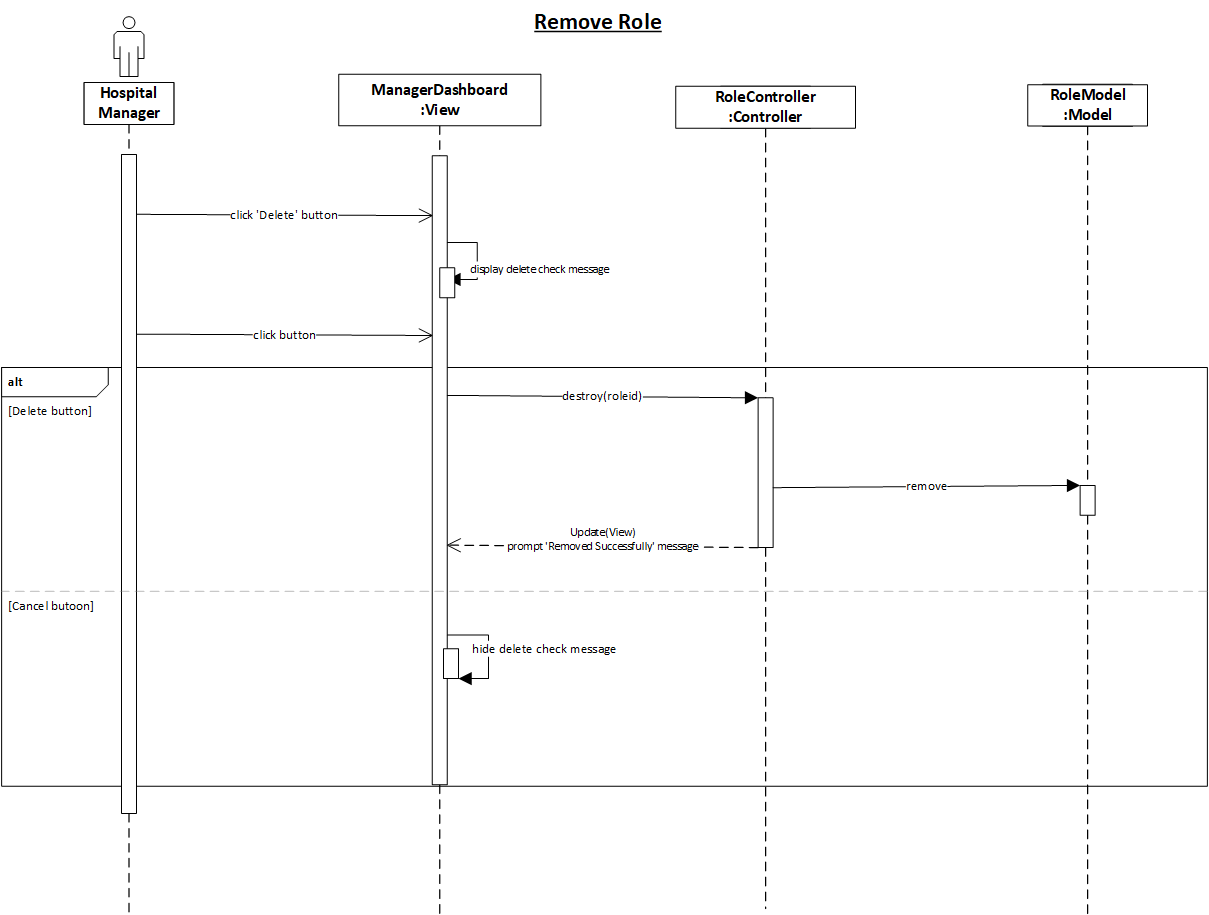 Remove Role
Hospital
Manager
ManagerDashboard
:View
RoleController
:Controller
RoleModel
:Model
click 'Delete' button
display delete check message
click button
alt
[Delete button]
destroy(roleid)
remove
Update(View)
prompt 'Removed Successfully' message
[Cancel butoon]
hide delete check message